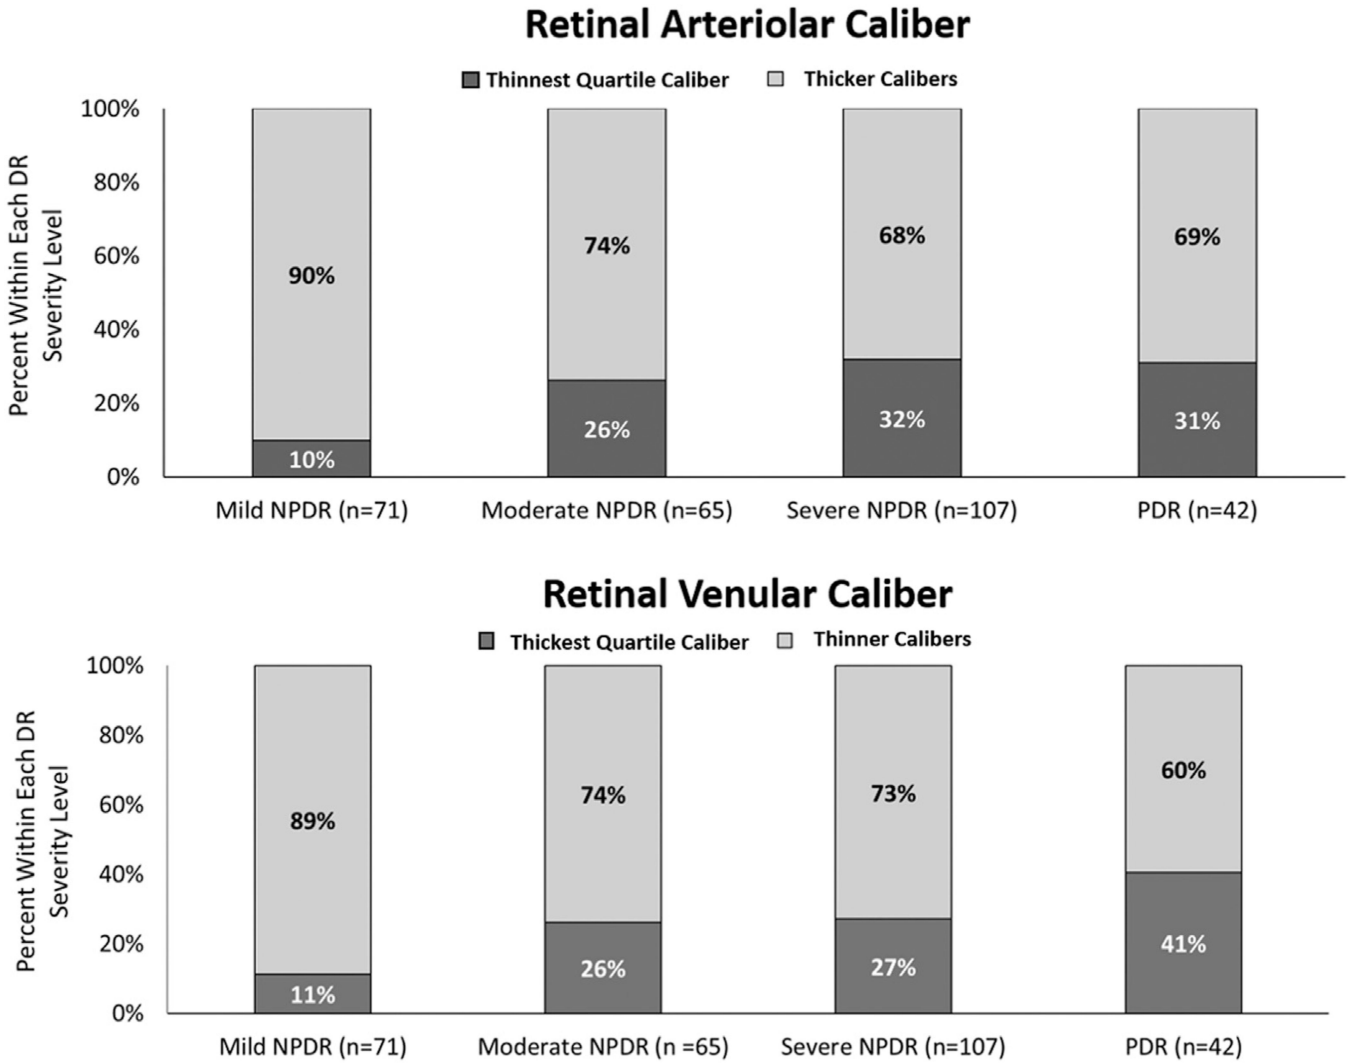 Retinal Arteriolar Caliber
Thinnest Quartile Caliber Thicker Calibers
Percent Within Each DR
Severity Level
100%
80%
60%
40%
20%
0%
90% 74% 68% 69%
10% 26% 32% 31%
Mild NPDR (n=71) Moderate NPDR (n=65) Severe NPDR (n=107) PDR (n=42)
Retinal Venular Caliber
Thickest Quartile Caliber Thinner Calibers
Percent Within Each DR
Severity Level
100%
80%
60%
40%
20%
0%
89% 74% 73% 60%
11% 26% 27% 41%
Mild NPDR (n=71) Moderate NPDR (n =65) Severe NPDR (n=107) PDR (n=42)